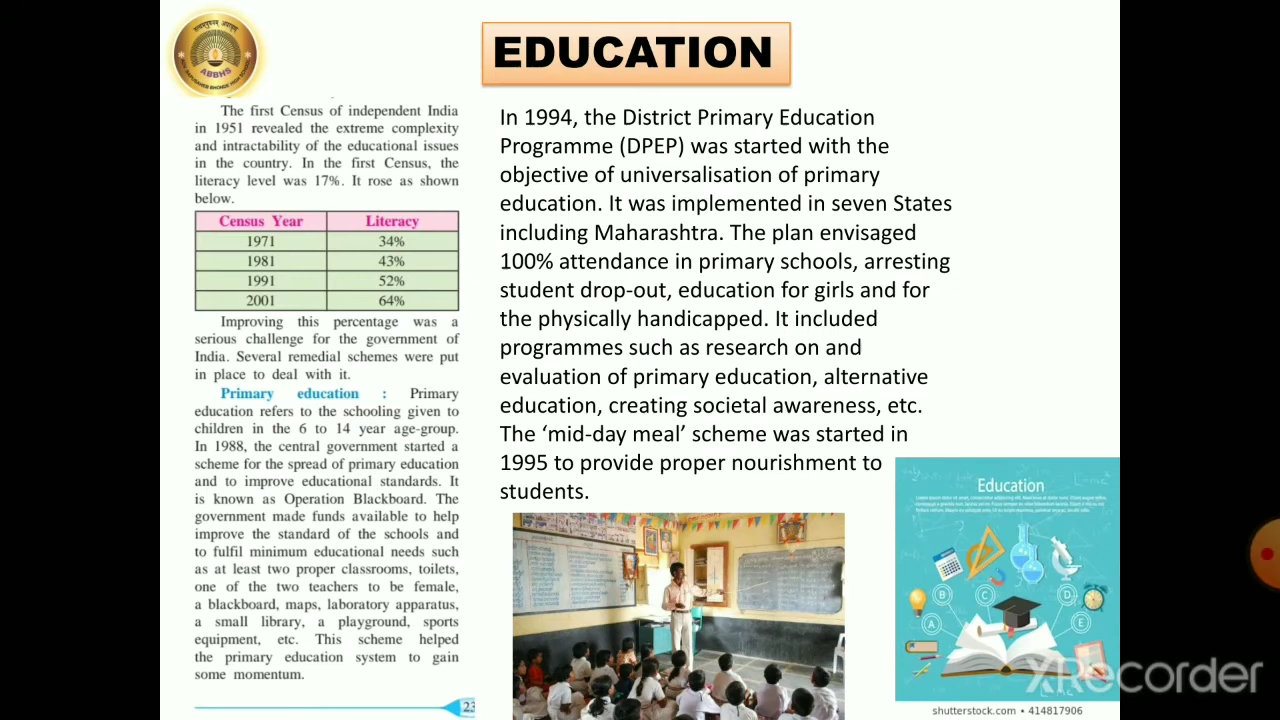 ABBHS
EDUCATION
The first Census of independent India
in 1951 revealed the extreme complexity
and intractability of the educational issues
in the country. In the first Census, the
literacy level was 17%. It rose as shown
below.
Census Year Literacy
1971 34%
1981 43%
1991 52%
2001 64%
Improving this percentage was a
serious challenge for the government of
India. Several remedial schemes were put
in place to deal with it.
Primary education : Primary
education refers to the schooling given to
children in the 6 to 14 year age-group.
In 1988, the central government started a
scheme for the spread of primary education
and to improve educational standards. It
is known as Operation Blackboard. The
government made funds available to help
improve the standard of the schools and
to fulfil minimum educational needs such
as at least two proper classrooms, toilets,
one of the two teachers to be female,
a blackboard, maps, laboratory apparatus,
a small library, a playground, sports
equipment, etc. This scheme helped
the primary education system to gain
some momentum.
In 1994, the District Primary Education
Programme (DPEP) was started with the
objective of universalisation of primary
education. It was implemented in seven States
including Maharashtra. The plan envisaged
100% attendance in primary schools, arresting
student drop-out, education for girls and for
the physically handicapped. It included
programmes such as research on and
evaluation of primary education, alternative
education, creating societal awareness, etc.
The ‘mid-day meal’ scheme was started in
1995 to provide proper nourishment to
students.
Education
A B C D E
XRecorder
shutterstock.com • 414817906